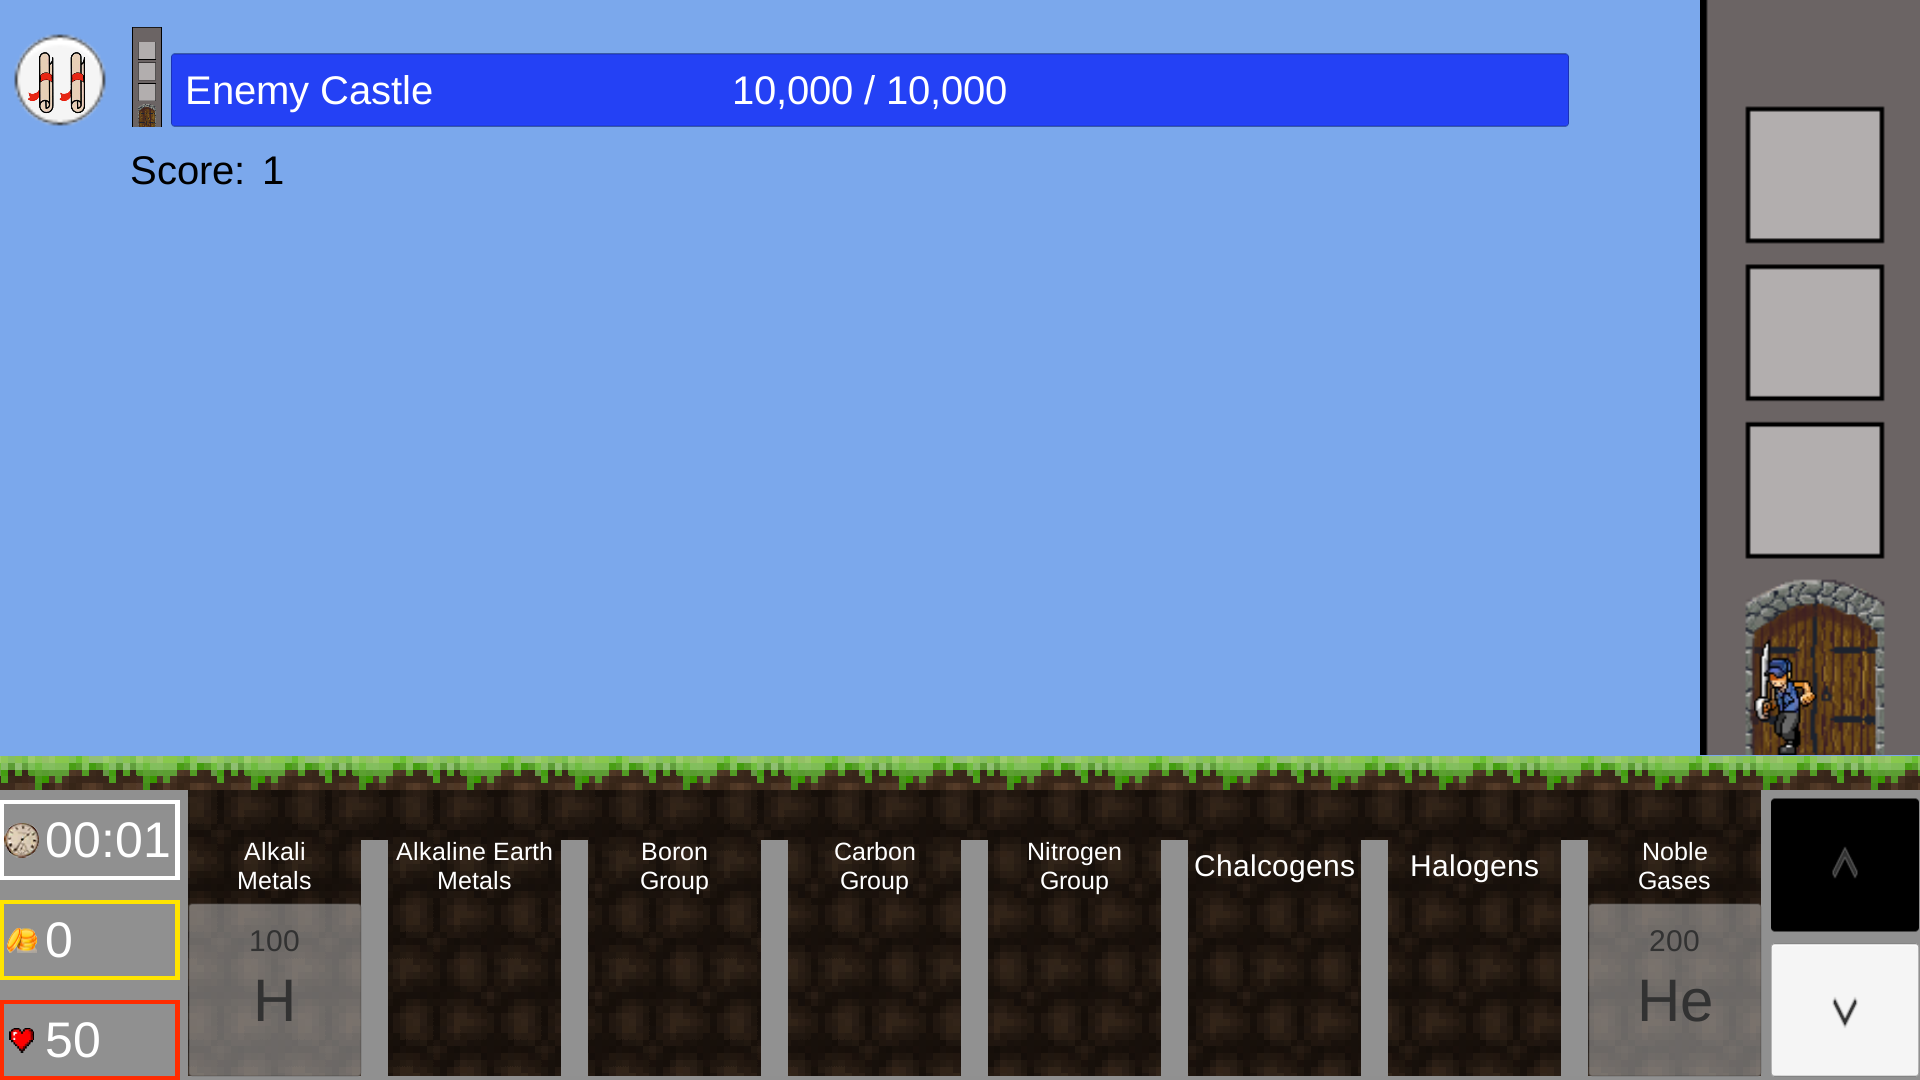 Enemy Castle 10,000 / 10,000
Score: 1
00:01
0
50
Alkali
Metals
100
H
Alkaline Earth
Metals
Boron
Group
Carbon
Group
Nitrogen
Group
Chalcogens
Halogens
Noble
Gases
200
He